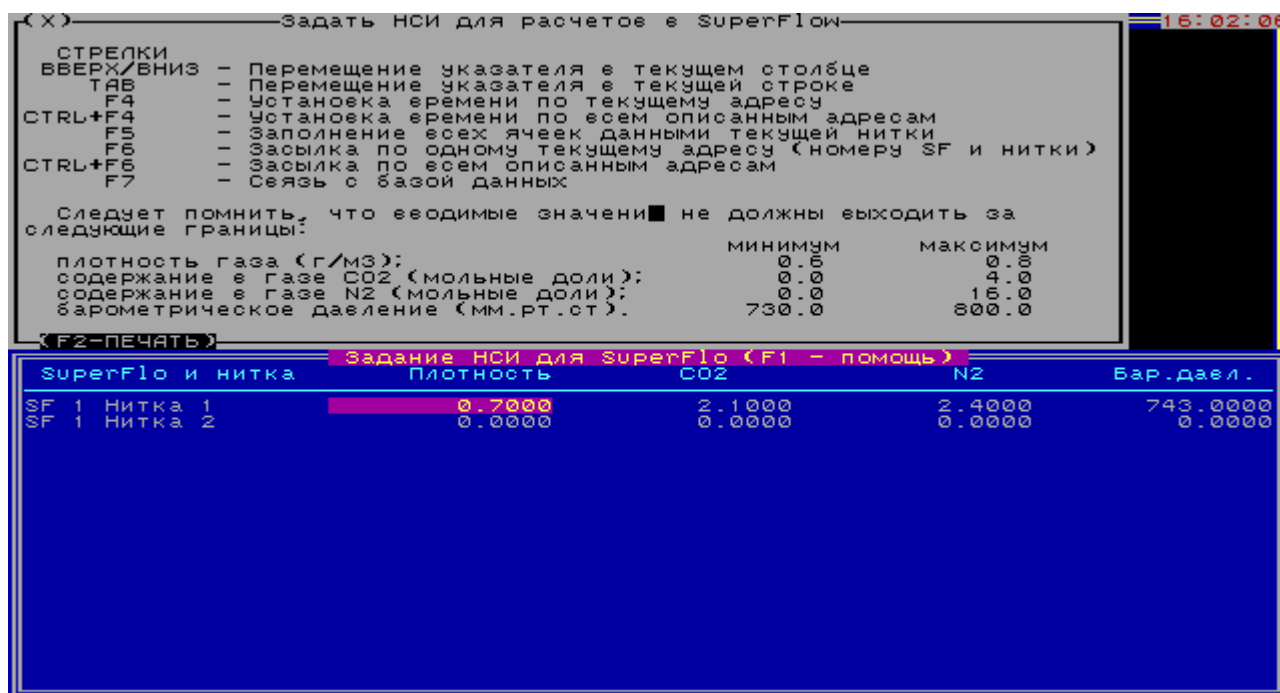 (X) Задать НСИ для расчетов в SuperFlow 16:02:06
СТРЕЛКИ
ВВЕРХ/ВНИЗ – Перемещение указателя в текущем столбце
TAB – Перемещение указателя в текущей строке
F4 – Установка времени по текущему адресу
CTRL+F4 – Установка времени по всем описанным адресам
F5 – Заполнение всех ячеек данными текущей нитки
F6 – Засылка по одному текущему адресу (номеру SF и нитки)
CTRL+F6 – Засылка по всем описанным адресам
F7 – Связь с базой данных
Следует помнить, что вводимые значени не должны выходить за
следующие границы:
минимум максимум
плотность газа (г/м3); 0.6 0.8
содержание в газе CO2 (мольные доли); 0.0 4.0
содержание в газе N2 (мольные доли); 0.0 16.0
барометрическое давление (мм.рт.ст). 730.0 800.0
(F2-ПЕЧАТЬ)
Задание НСИ для SuperFlo (F1 – помощь)
SuperFlo и нитка Плотность CO2 N2 Бар.давл.
SF 1 Нитка 1 0.7000 2.1000 2.4000 743.0000
SF 1 Нитка 2 0.0000 0.0000 0.0000 0.0000